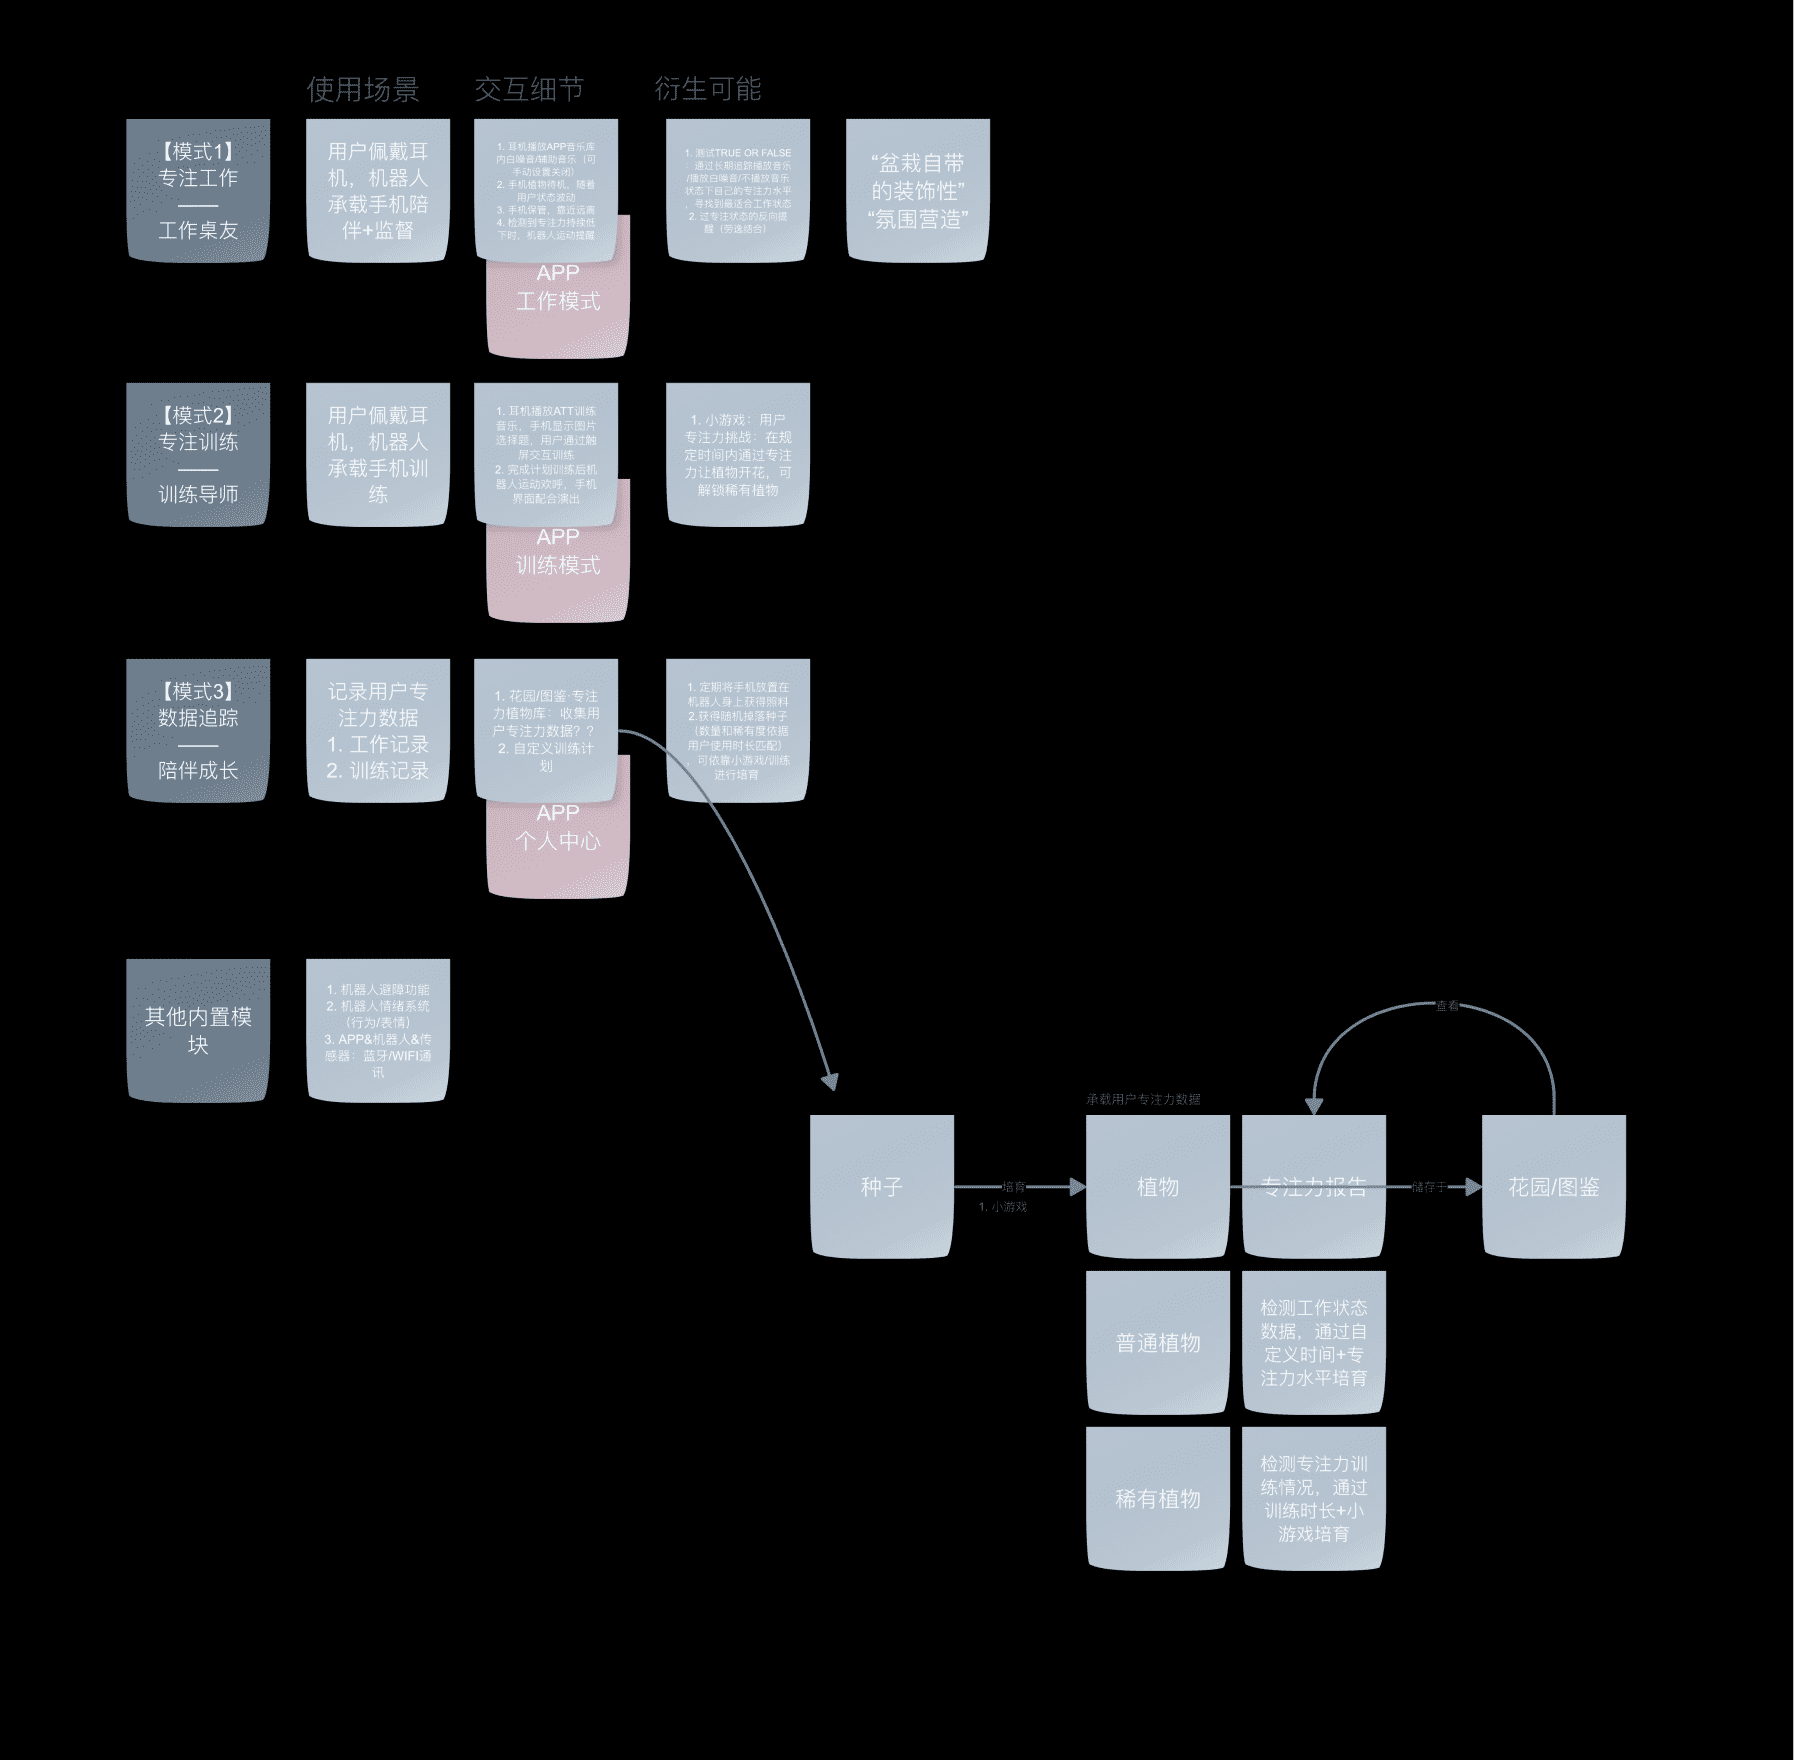 使用场景
交互细节
衍生可能
【模式1】
专注工作
——
工作桌友
用户佩戴耳
机，机器人
承载手机陪
伴+监督
1. 耳机播放APP音乐库
内白噪音/辅助音乐（可
手动设置关闭）
2. 手机植物待机，随着
用户状态波动
3. 手机保管，靠近远离
4. 检测到专注力持续低
下时，机器人运动提醒
APP
工作模式
1. 测试TRUE OR FALSE
：通过长期追踪播放音乐
/播放白噪音/不播放音乐
状态下自己的专注力水平
，寻找到最适合工作状态
2. 过专注状态的反向提
醒（劳逸结合）
“盆栽自带
的装饰性”
“氛围营造”
【模式2】
专注训练
——
训练导师
用户佩戴耳
机，机器人
承载手机训
练
1. 耳机播放ATT训练
音乐，手机显示图片
选择题，用户通过触
屏交互训练
2. 完成计划训练后机
器人运动欢呼，手机
界面配合演出
APP
训练模式
1. 小游戏：用户
专注力挑战：在规
定时间内通过专注
力让植物开花，可
解锁稀有植物
【模式3】
数据追踪
——
陪伴成长
记录用户专
注力数据
1. 工作记录
2. 训练记录
1. 花园/图鉴·专注
力植物库：收集用
户专注力数据？？
2. 自定义训练计
划
APP
个人中心
1. 定期将手机放置在
机器人身上获得照料
2.获得随机掉落种子
（数量和稀有度依据
用户使用时长匹配）
，可依靠小游戏/训练
进行培育
其他内置模
块
1. 机器人避障功能
2. 机器人情绪系统
（行为/表情）
3. APP&机器人&传
感器：蓝牙/WIFI通
讯
查看
承载用户专注力数据
种子
培育
1. 小游戏
植物
专注力报告
储存于
花园/图鉴
普通植物
检测工作状态
数据，通过自
定义时间+专
注力水平培育
稀有植物
检测专注力训
练情况，通过
训练时长+小
游戏培育